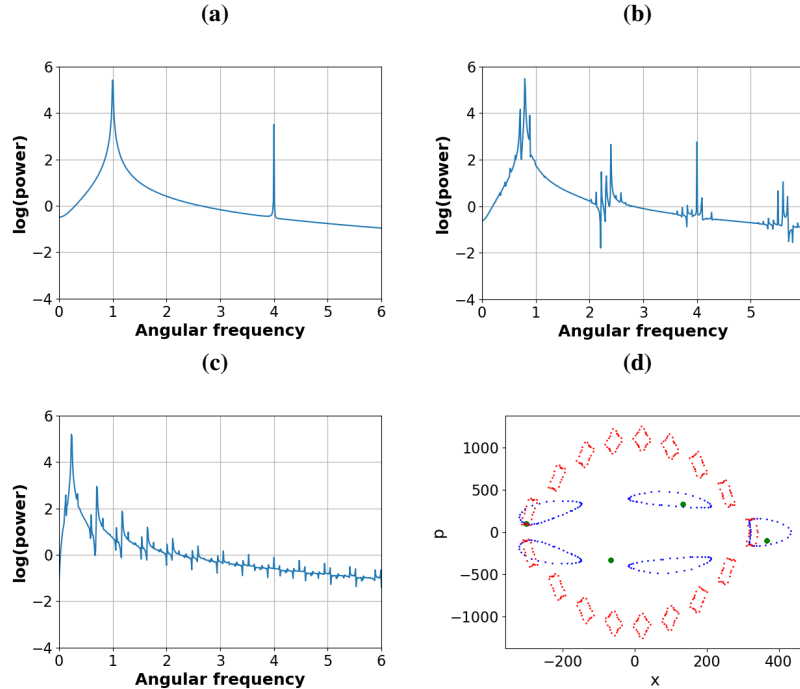 (a)
6
4
2
0
−2
−4
0 1 2 3 4 5 6
log(power)
Angular frequency
(b)
6
4
2
0
−2
−4
0 1 2 3 4 5
log(power)
Angular frequency
(c)
6
4
2
0
−2
−4
0 1 2 3 4 5 6
log(power)
Angular frequency
(d)
1000
500
0
−500
−1000
−200 0 200 400
p
x